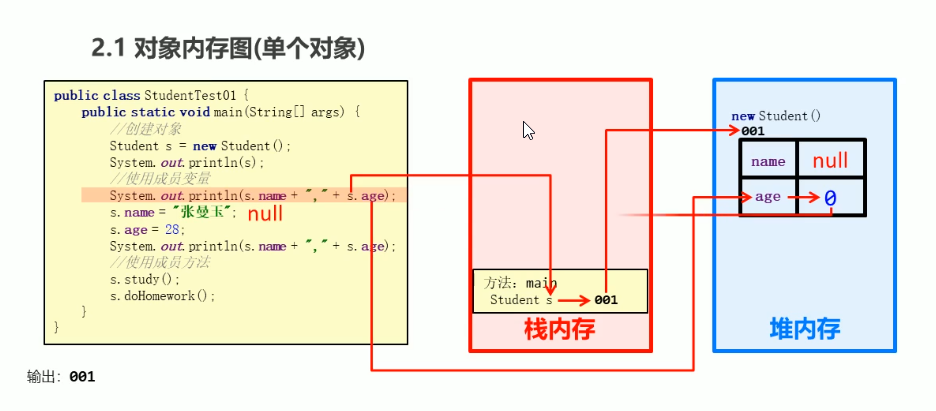 2.1 对象内存图(单个对象)
public class StudentTest01 {
public static void main(String[] args) {
//创建对象
Student s = new Student();
System.out.println(s);
//使用成员变量
System.out.println(s.name + "," + s.age);
s.name = "张曼玉"; null
s.age = 28;
System.out.println(s.name + "," + s.age);
//使用成员方法
s.study();
s.doHomework();
}
}
输出：001
方法：main
Student s 001
栈内存
new Student()
001
name null
age 0
堆内存